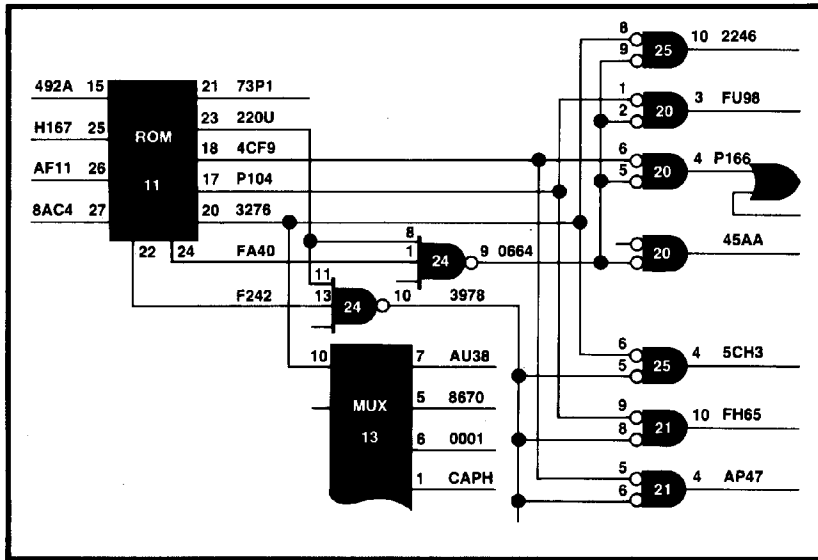 8 10 2246
9 25
492A 15 21 73P1
23 220U
1 3 FU98
H167 25 ROM 2 20
18 4CF9
6 4 P166
AF11 26 11 17 P104 5 20
8AC4 27 20 3276
22 24 FA40 8
1 24 9 0664 20 45AA
11
F242 13 24 10 3978
10 7 AU38 6 4 5CH3
5 25
MUX 5 8670
9 10 FH65
13 6 0001 8 21
1 CAPH 5 4 AP47
6 21